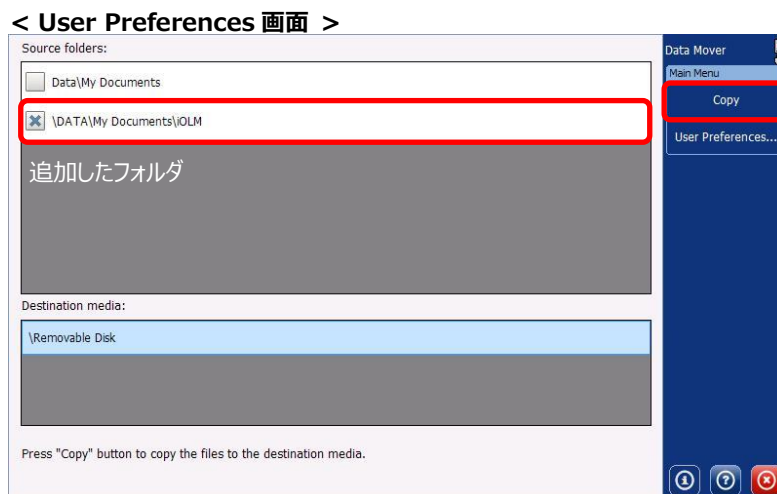 < User Preferences 画面 >
Source folders:
Data\My Documents
\DATA\My Documents\iOLM
追加したフォルダ
Destination media:
\Removable Disk
Press "Copy" button to copy the files to the destination media.
Data Mover
Main Menu
Copy
User Preferences...